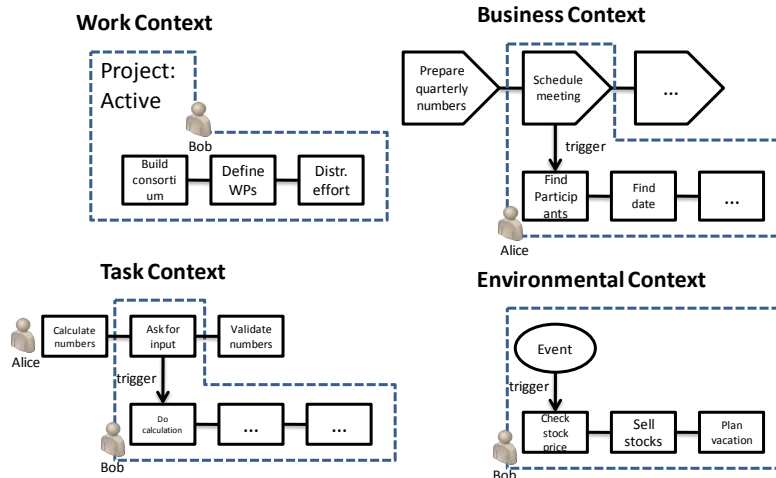 Work Context
Project:
Active
Bob
Build
consorti
um
Define
WPs
Distr.
effort
Business Context
Prepare
quarterly
numbers
Schedule
meeting
...
trigger
Find
Particip
ants
Find
date
...
Alice
Task Context
Alice
Calculate
numbers
Ask for
input
Validate
numbers
trigger
Do
calculation
...
...
Bob
Environmental Context
Event
trigger
Check
stock
price
Sell
stocks
Plan
vacation
Bob